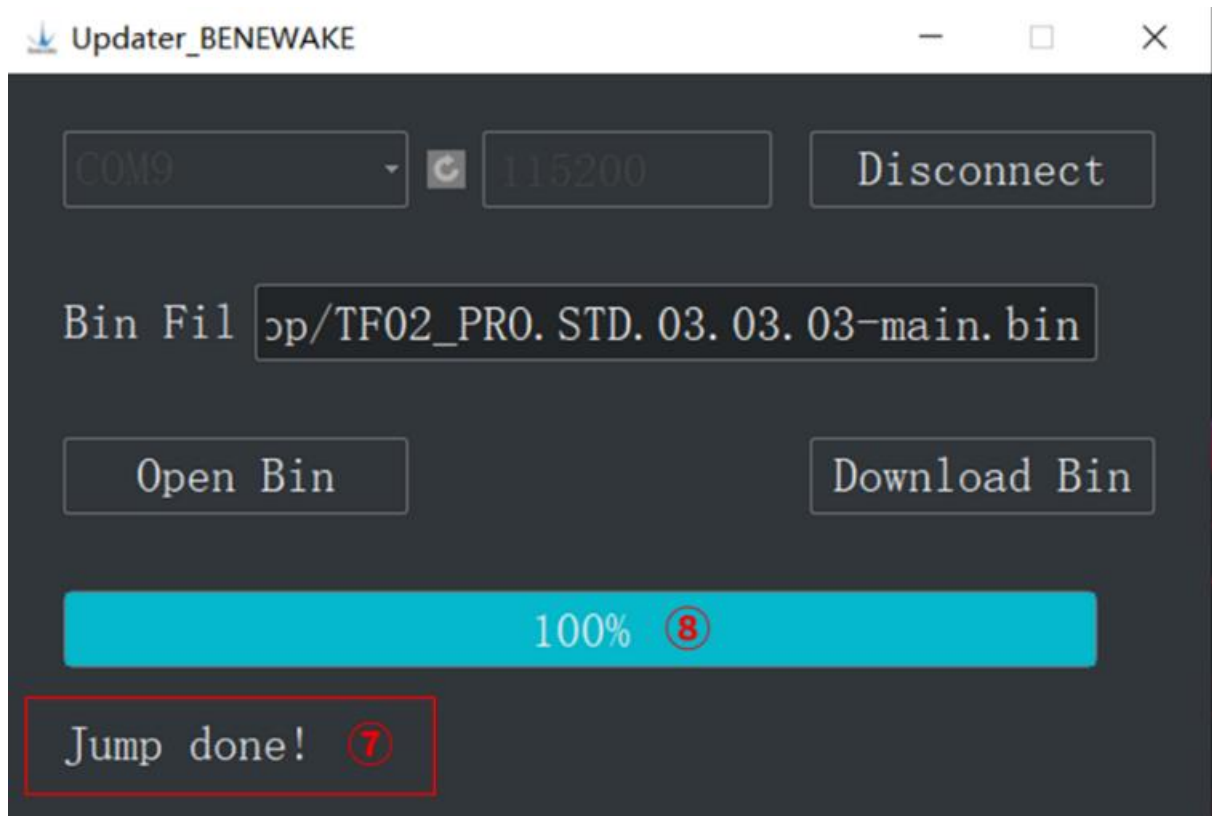 Updater_BENEWAKE
COM9 115200 Disconnect
Bin Fil op/TF02_PRO.STD.03.03.03-main.bin
Open Bin Download Bin
100% ⑧
Jump done! ⑦